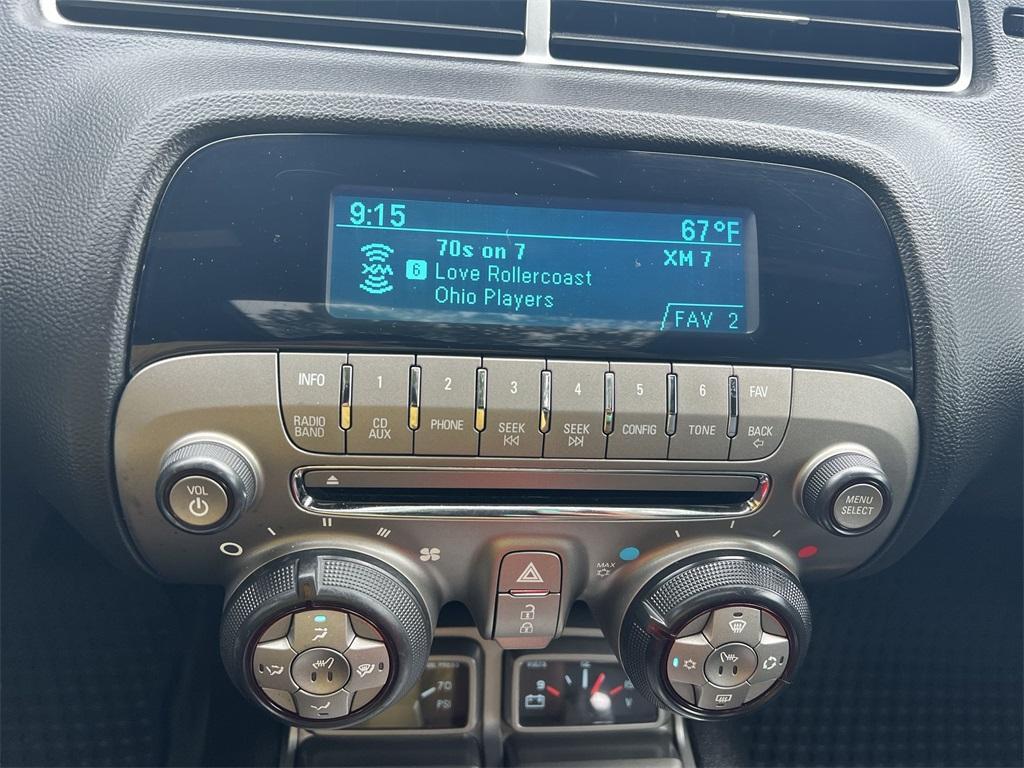 9:15 67°F
70s on 7 XM 7
XM 6 Love Rollercoast
Ohio Players
FAV 2
INFO 1 2 3 4 5 6 FAV
RADIO BAND CD AUX PHONE SEEK SEEK CONFIG TONE BACK
VOL
MENU SELECT
MAX
70
PSI
9
V